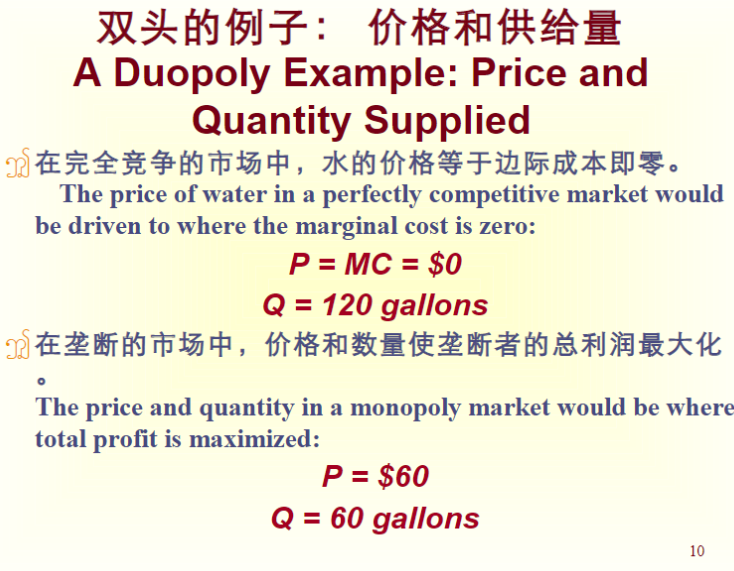 双头的例子： 价格和供给量
A Duopoly Example: Price and
Quantity Supplied
在完全竞争的市场中，水的价格等于边际成本即零。
The price of water in a perfectly competitive market would
be driven to where the marginal cost is zero:
P = MC = $0
Q = 120 gallons
在垄断的市场中，价格和数量使垄断者的总利润最大化
。
The price and quantity in a monopoly market would be where
total profit is maximized:
P = $60
Q = 60 gallons
10